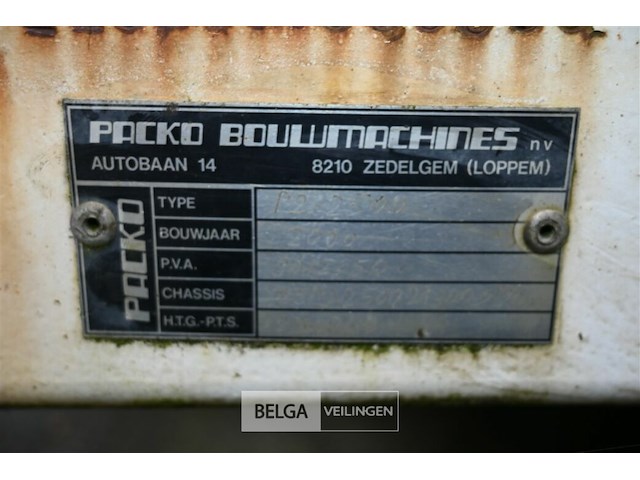 PACKO BOUWMACHINES nv
AUTOBAAN 14 8210 ZEDELGEM (LOPPEM)
PACKO
TYPE
BOUWJAAR
P.V.A.
CHASSIS
H.T.G.-P.T.S.
BELGA VEILINGEN